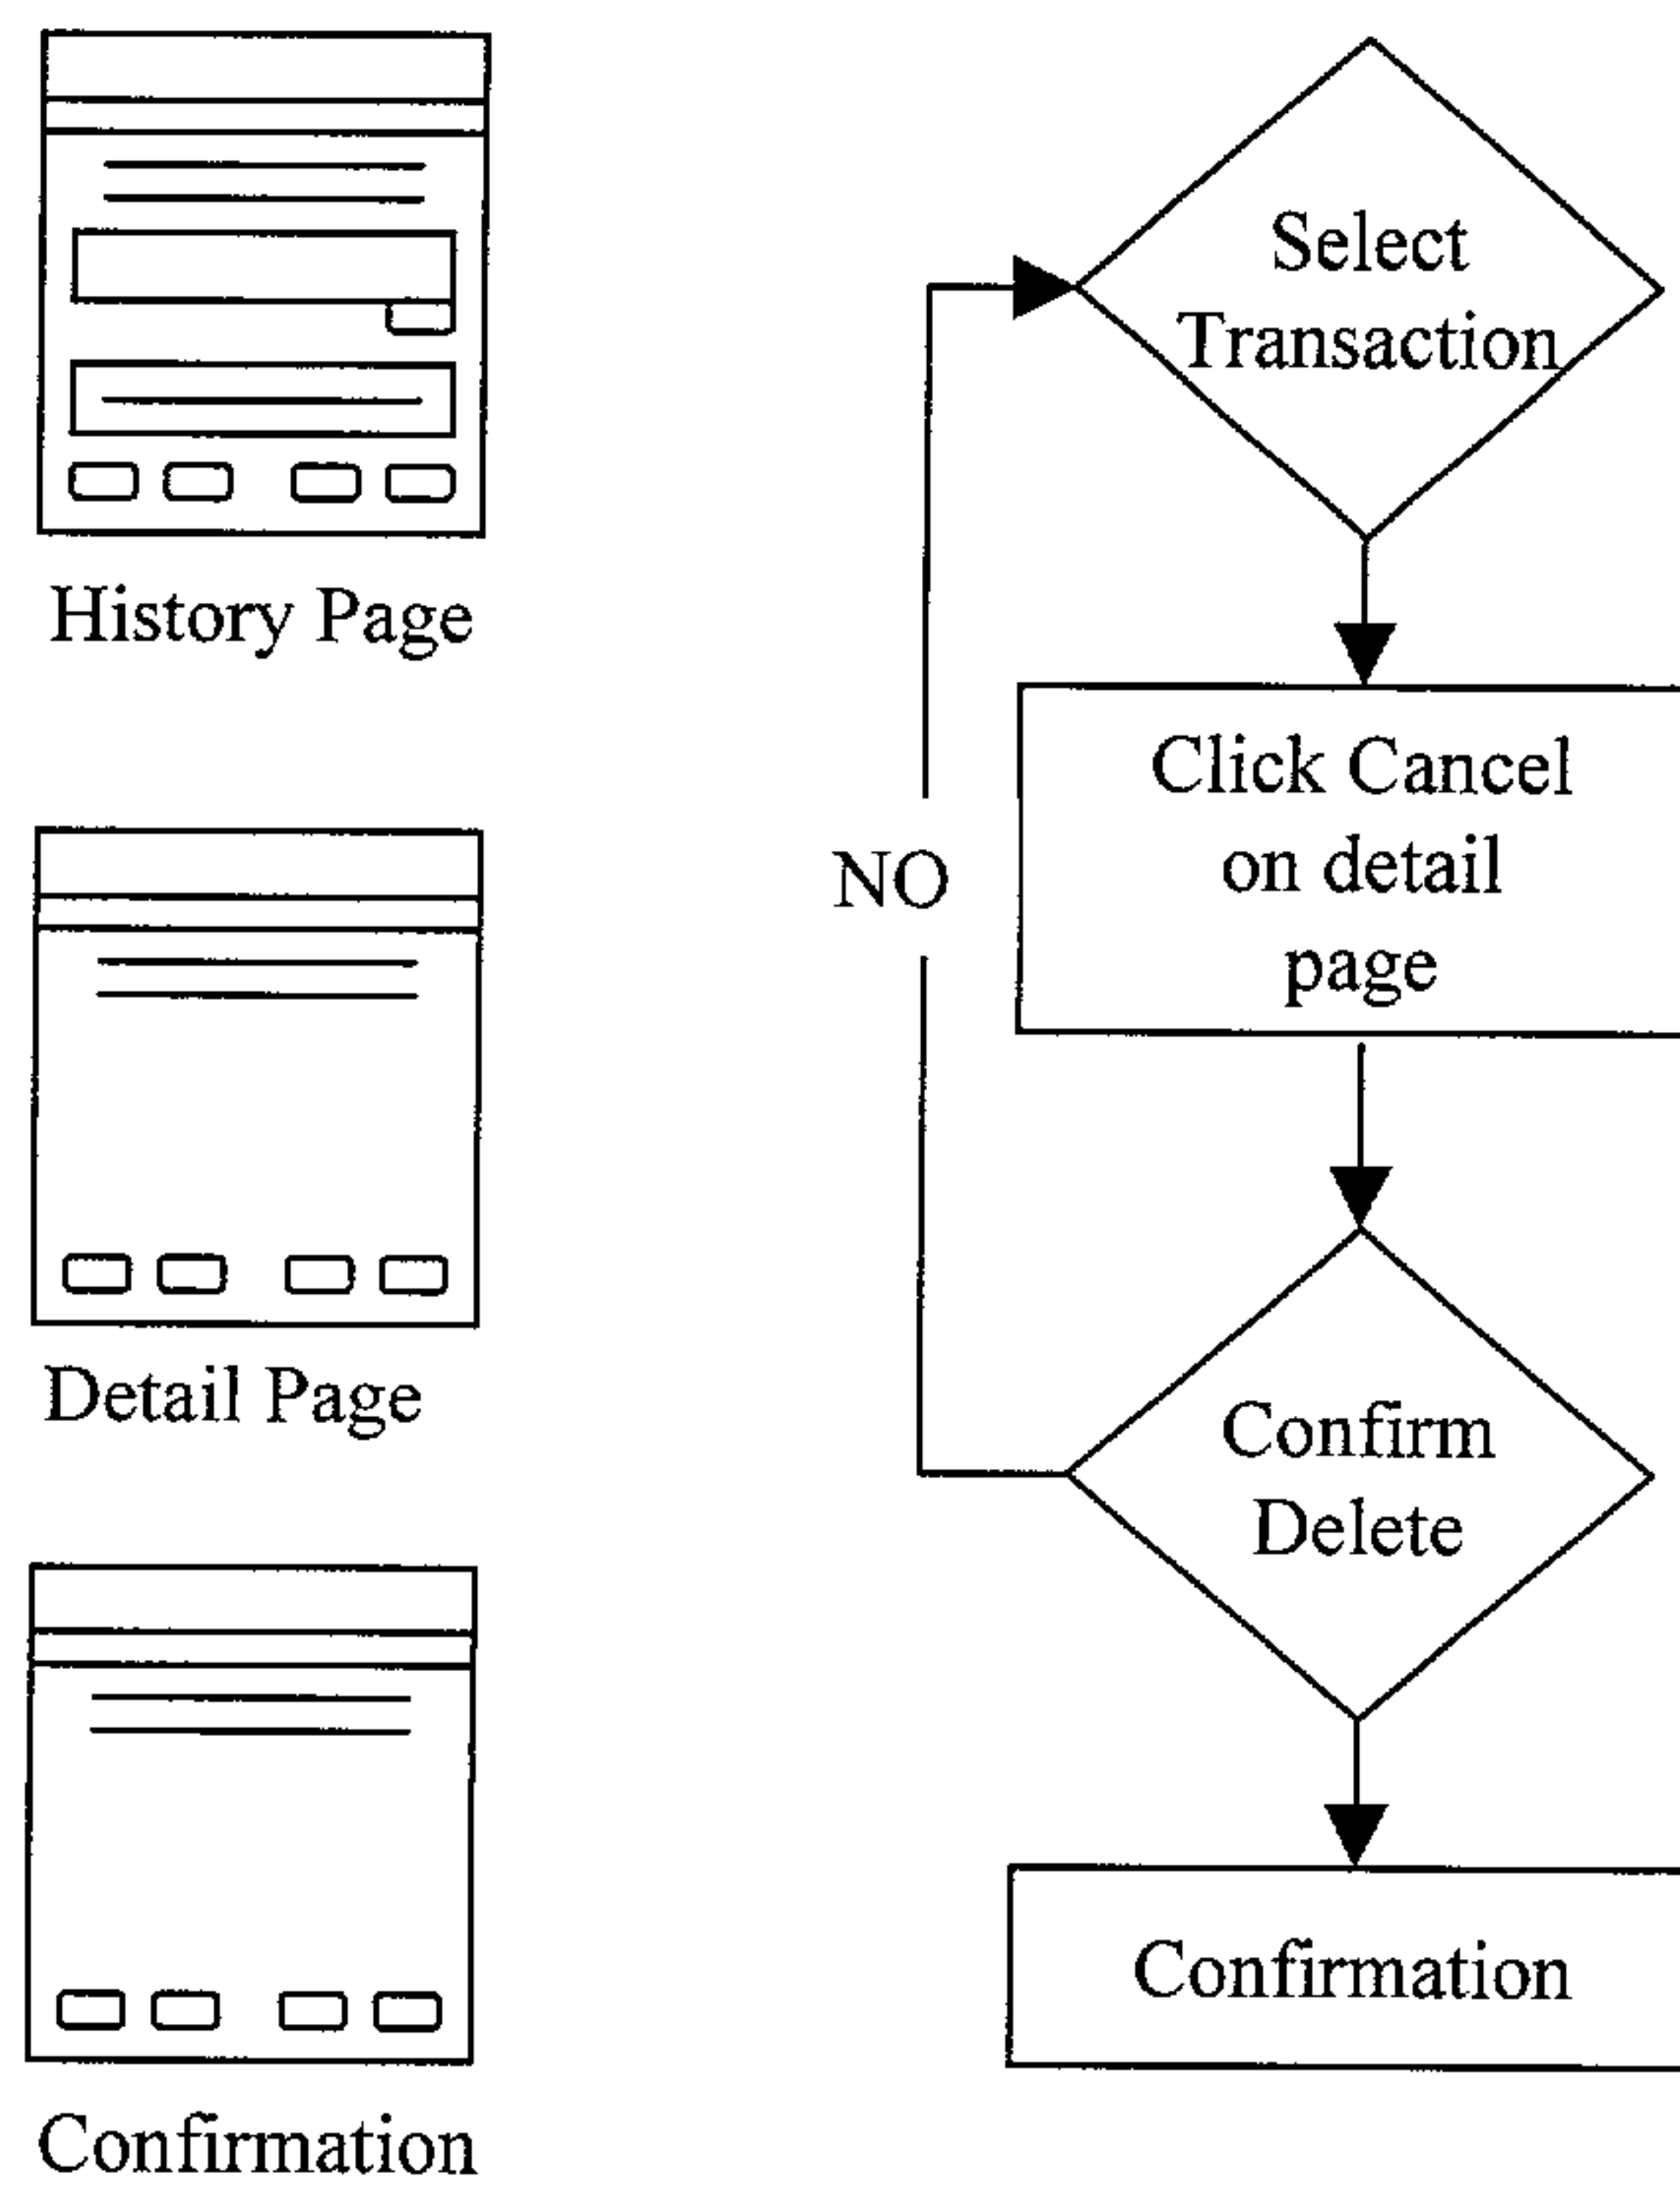 History Page
Detail Page
Confirmation
Select
Transaction
Click Cancel
on detail
page
NO
Confirm
Delete
Confirmation